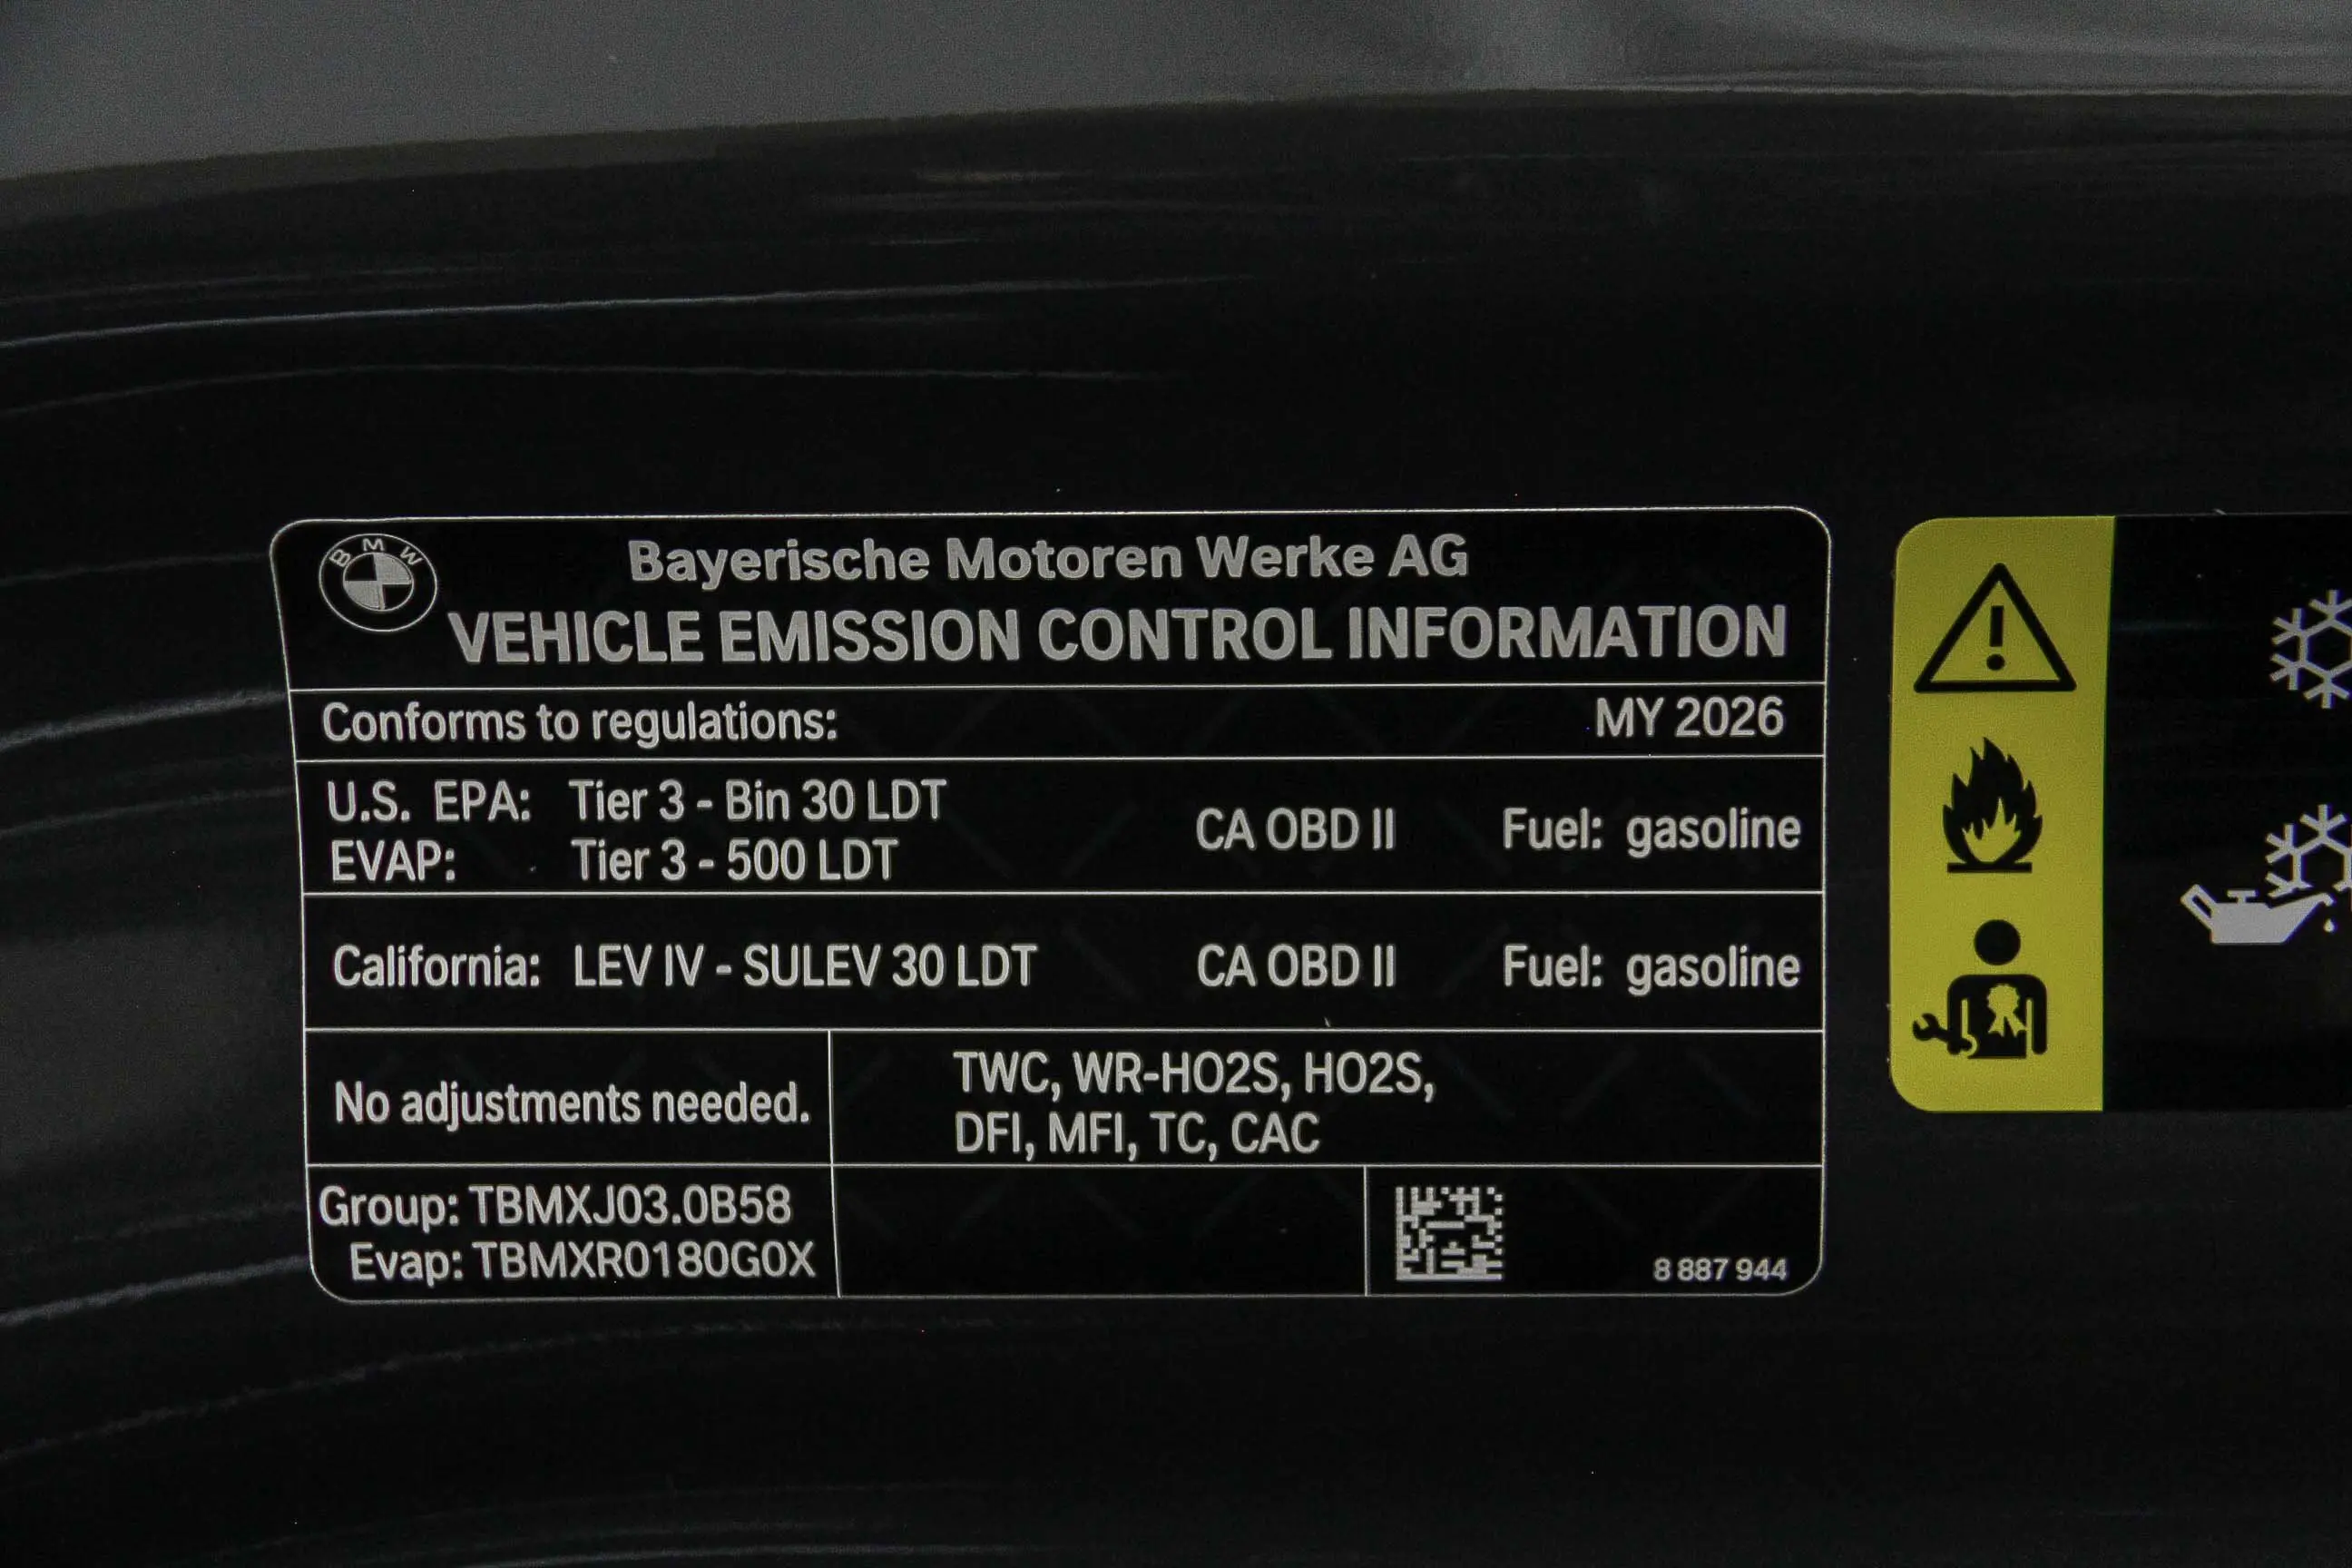 BMW
Bayerische Motoren Werke AG
VEHICLE EMISSION CONTROL INFORMATION
Conforms to regulations: MY 2026
U.S. EPA: Tier 3 - Bin 30 LDT CA OBD II Fuel: gasoline
EVAP: Tier 3 - 500 LDT
California: LEV IV - SULEV 30 LDT CA OBD II Fuel: gasoline
No adjustments needed.
TWC, WR-HO2S, HO2S,
DFI, MFI, TC, CAC
Group: TBMXJ03.0B58
Evap: TBMXR0180G0X
8 887 944